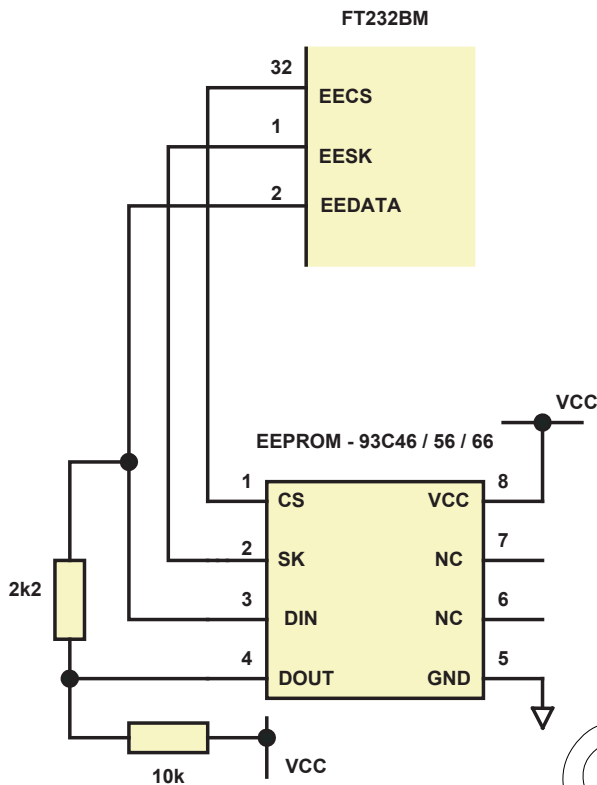 FT232BM
32
EECS
1
EESK
2
EEDATA
VCC
EEPROM - 93C46 / 56 / 66
1
CS
VCC
8
2
SK
NC
7
3
DIN
NC
6
4
DOUT
GND
5
2k2
10k
VCC